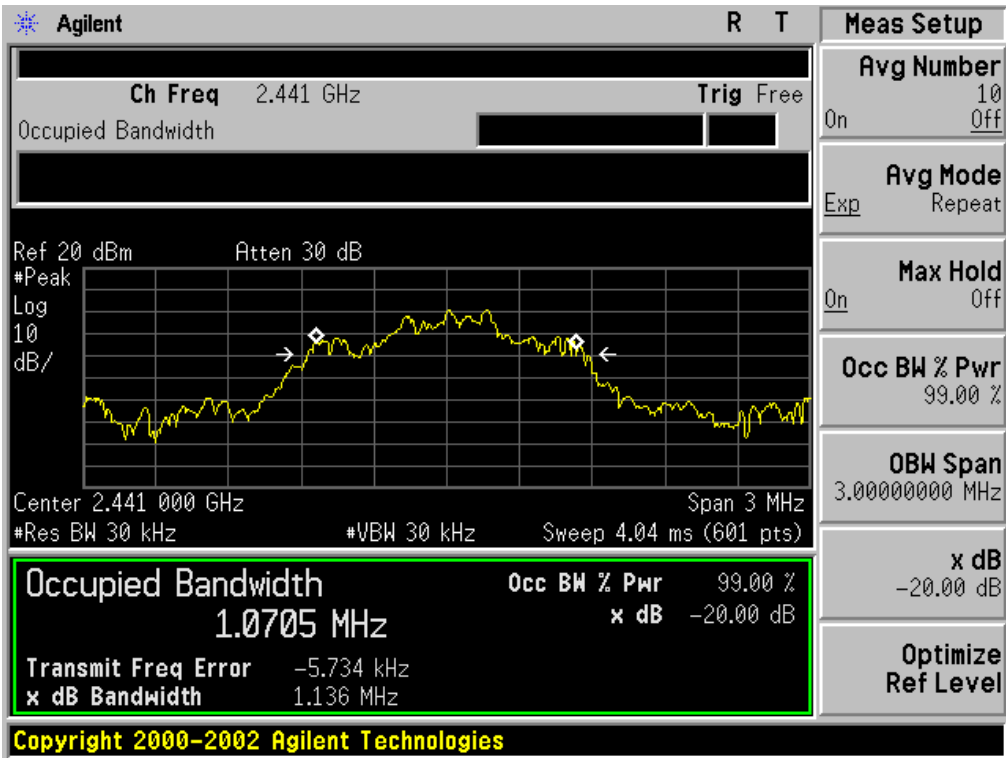 Agilent R T
Ch Freq 2.441 GHz Trig Free
Occupied Bandwidth
Ref 20 dBm Atten 30 dB
#Peak
Log
10
dB/
Center 2.441 000 GHz Span 3 MHz
#Res BW 30 kHz #VBW 30 kHz Sweep 4.04 ms (601 pts)
Occupied Bandwidth Occ BW % Pwr 99.00 %
1.0705 MHz x dB -20.00 dB
Transmit Freq Error -5.734 kHz
x dB Bandwidth 1.136 MHz
Copyright 2000-2002 Agilent Technologies
Meas Setup
Avg Number
10
On Off
Avg Mode
Exp Repeat
Max Hold
On Off
Occ BW % Pwr
99.00 %
OBW Span
3.00000000 MHz
x dB
-20.00 dB
Optimize
Ref Level